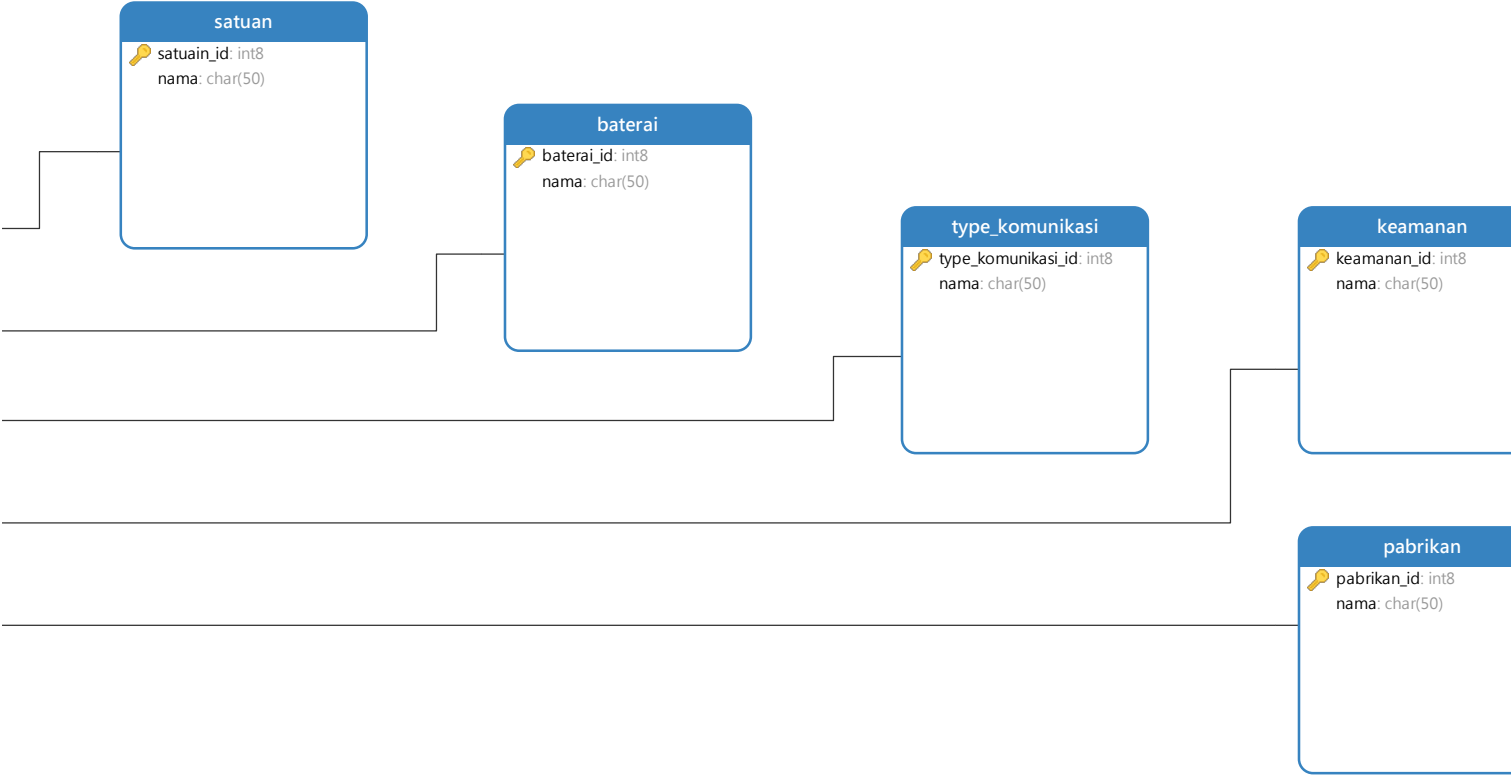 satuan
satuain_id: int8
nama: char(50)
baterai
baterai_id: int8
nama: char(50)
type_komunikasi
type_komunikasi_id: int8
nama: char(50)
keamanan
keamanan_id: int8
nama: char(50)
pabrikan
pabrikan_id: int8
nama: char(50)